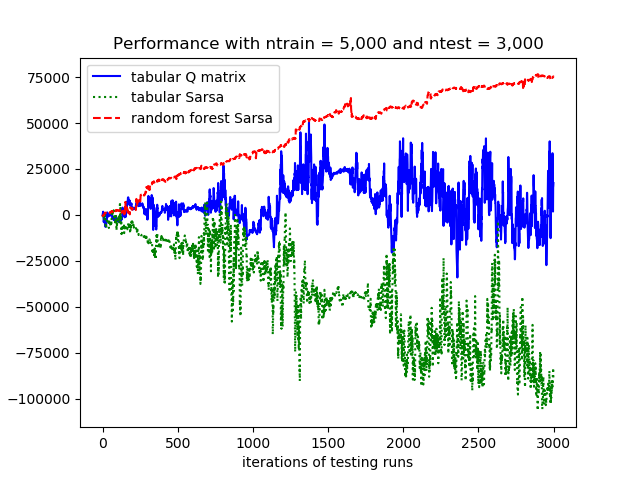 Performance with ntrain = 5,000 and ntest = 3,000
tabular Q matrix
tabular Sarsa
random forest Sarsa
75000
50000
25000
0
−25000
−50000
−75000
−100000
0 500 1000 1500 2000 2500 3000
iterations of testing runs